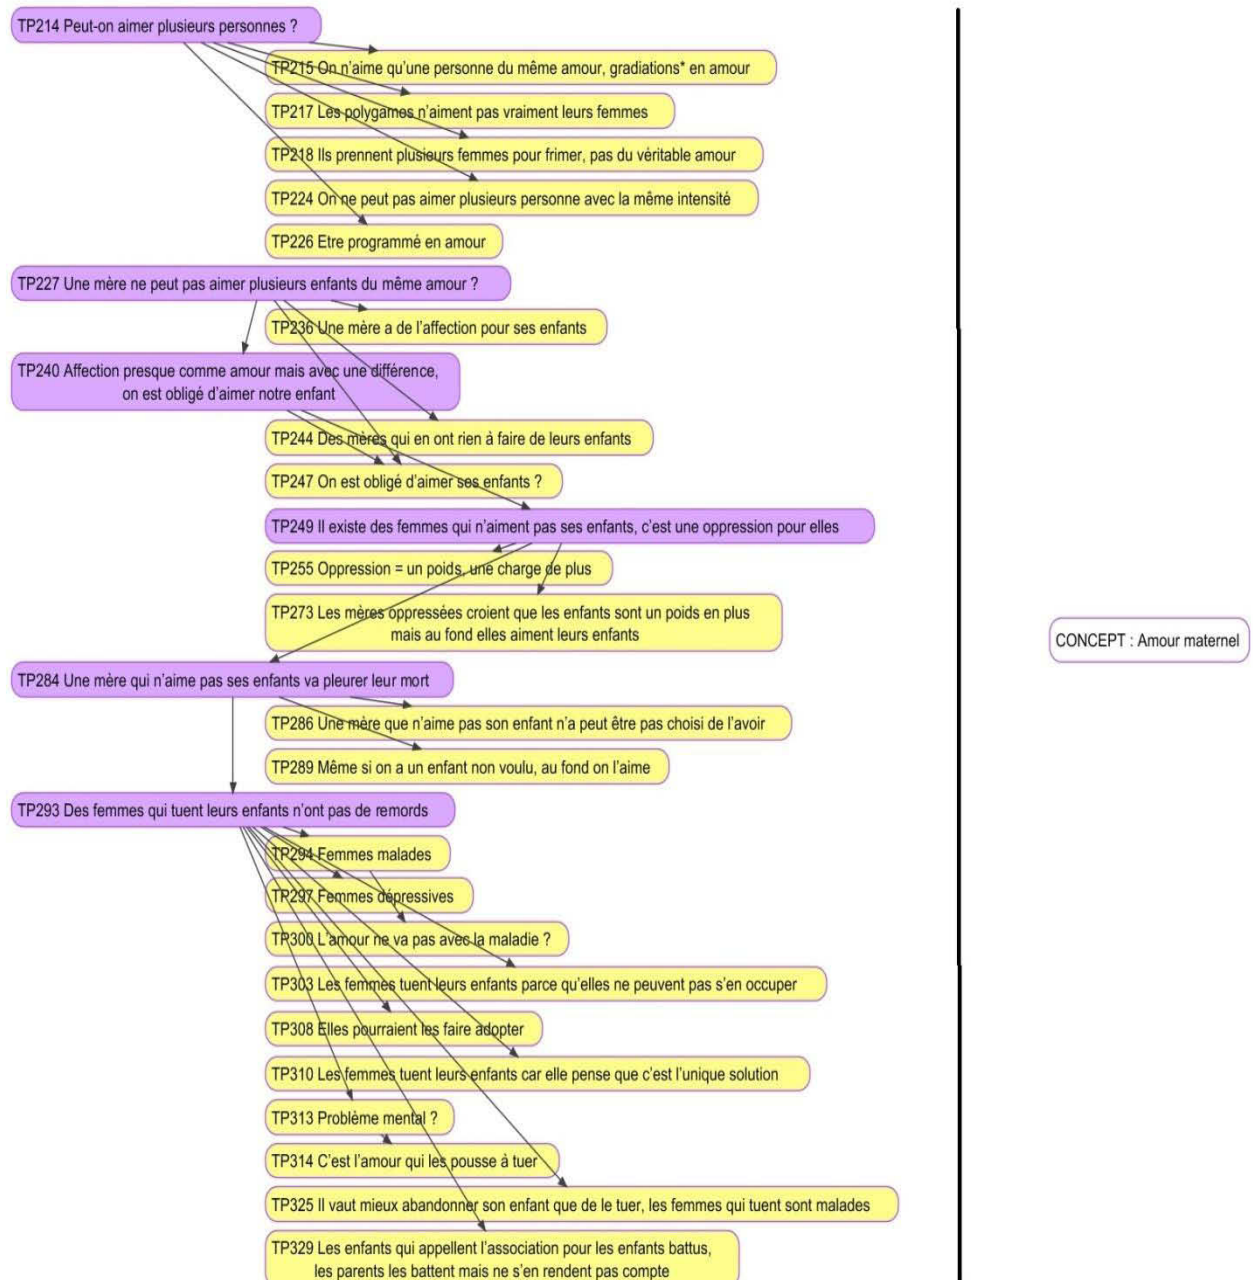 TP214 Peut-on aimer plusieurs personnes ?
TP215 On n'aime qu'une personne du même amour, gradiations* en amour
TP217 Les polygames n'aiment pas vraiment leurs femmes
TP218 Ils prennent plusieurs femmes pour frimer, pas du véritable amour
TP224 On ne peut pas aimer plusieurs personne avec la même intensité
TP226 Etre programmé en amour
TP227 Une mère ne peut pas aimer plusieurs enfants du même amour ?
TP236 Une mère a de l'affection pour ses enfants
TP240 Affection presque comme amour mais avec une différence,
on est obligé d'aimer notre enfant
TP244 Des mères qui en ont rien à faire de leurs enfants
TP247 On est obligé d'aimer ses enfants ?
TP249 Il existe des femmes qui n'aiment pas ses enfants, c'est une oppression pour elles
TP255 Oppression = un poids, une charge de plus
TP273 Les mères oppressées croient que les enfants sont un poids en plus
mais au fond elles aiment leurs enfants
CONCEPT : Amour maternel
TP284 Une mère qui n'aime pas ses enfants va pleurer leur mort
TP286 Une mère que n'aime pas son enfant n'a peut être pas choisi de l'avoir
TP289 Même si on a un enfant non voulu, au fond on l'aime
TP293 Des femmes qui tuent leurs enfants n'ont pas de remords
TP294 Femmes malades
TP297 Femmes dépressives
TP300 L'amour ne va pas avec la maladie ?
TP303 Les femmes tuent leurs enfants parce qu'elles ne peuvent pas s'en occuper
TP308 Elles pourraient les faire adopter
TP310 Les femmes tuent leurs enfants car elle pense que c'est l'unique solution
TP313 Problème mental ?
TP314 C'est l'amour qui les pousse à tuer
TP325 Il vaut mieux abandonner son enfant que de le tuer, les femmes qui tuent sont malades
TP329 Les enfants qui appellent l'association pour les enfants battus,
les parents les battent mais ne s'en rendent pas compte